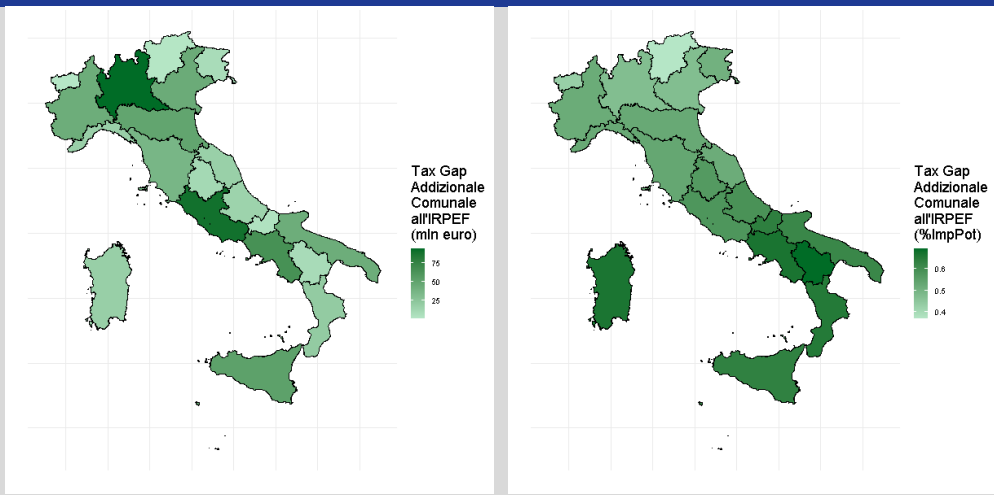 Tax Gap
Addizionale
Comunale
all'IRPEF
(mln euro)
75
50
25
Tax Gap
Addizionale
Comunale
all'IRPEF
(%ImpPot)
0.6
0.5
0.4